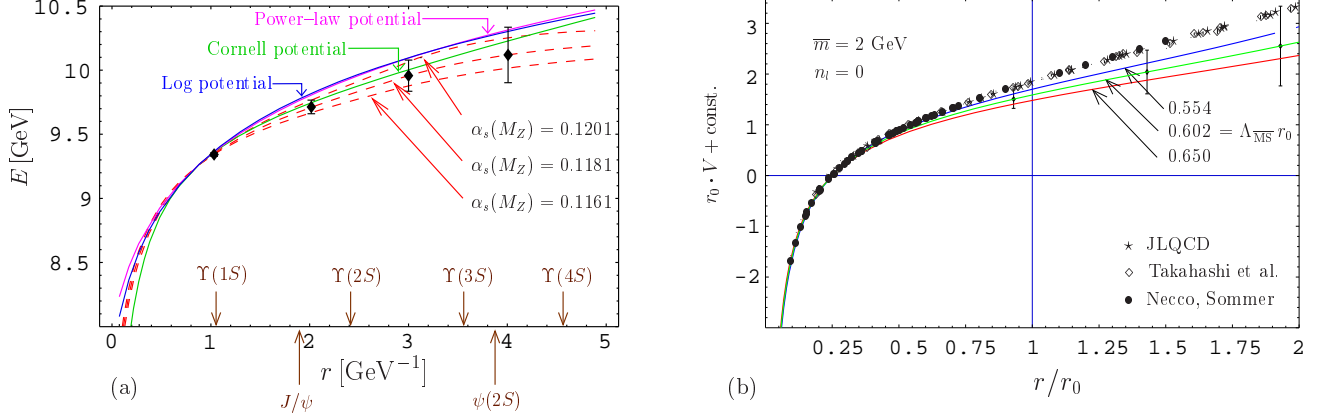 Power–law potential
Cornell potential
Log potential
E [GeV]
10.5
10
9.5
9
8.5
α_s(M_Z) = 0.1201
α_s(M_Z) = 0.1181
α_s(M_Z) = 0.1161
Υ(1S) Υ(2S) Υ(3S) Υ(4S)
0 1 2 3 4 5
r [GeV⁻¹]
(a)
J/ψ ψ(2S)
r₀ • V + const.
3
2
1
0
-1
-2
m̅ = 2 GeV
n_l = 0
0.554
0.602 = Λ_M̅S̅ r₀
0.650
JLQCD
Takahashi et al.
Necco, Sommer
0.25 0.5 0.75 1 1.25 1.5 1.75 2
r/r₀
(b)